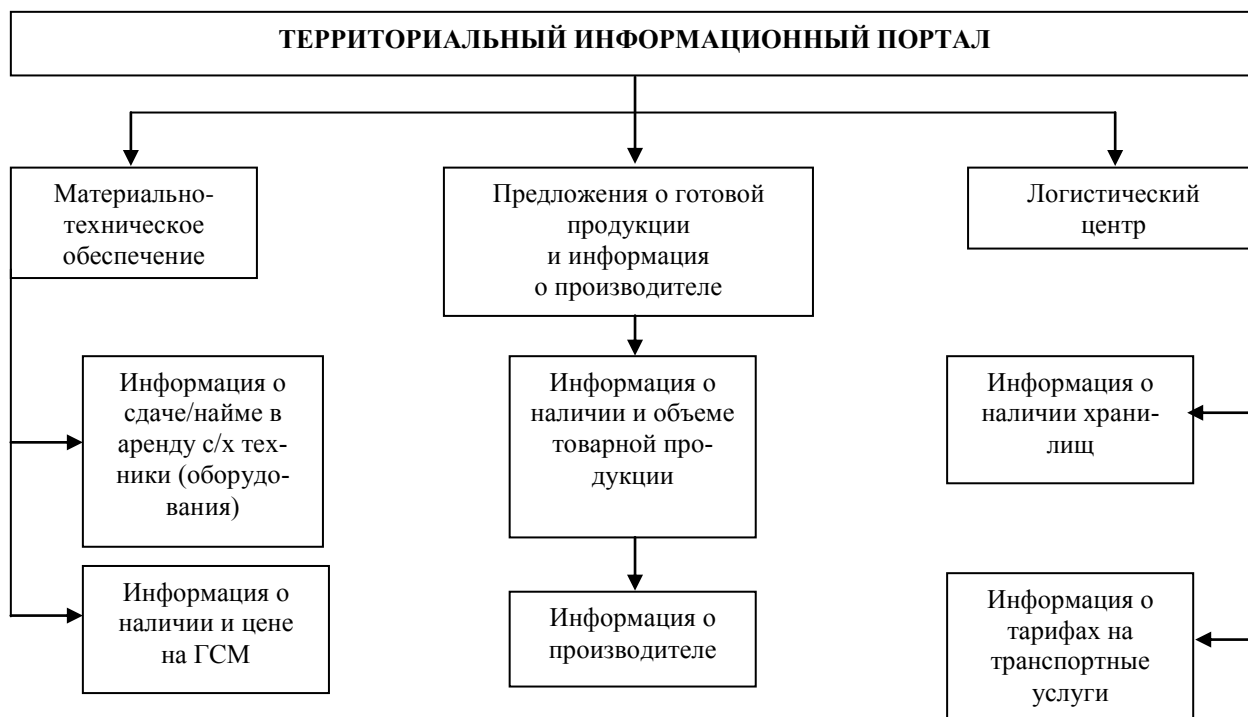 ТЕРРИТОРИАЛЬНЫЙ ИНФОРМАЦИОННЫЙ ПОРТАЛ
Материально-
техническое
обеспечение
Предложения о готовой
продукции
и информация
о производителе
Логистический
центр
Информация о
сдаче/найме в
аренду с/х тех-
ники (оборудо-
вания)
Информация о
наличии и объеме
товарной про-
дукции
Информация о
наличии храни-
лищ
Информация о
наличии и цене
на ГСМ
Информация о
производителе
Информация о
тарифах на
транспортные
услуги